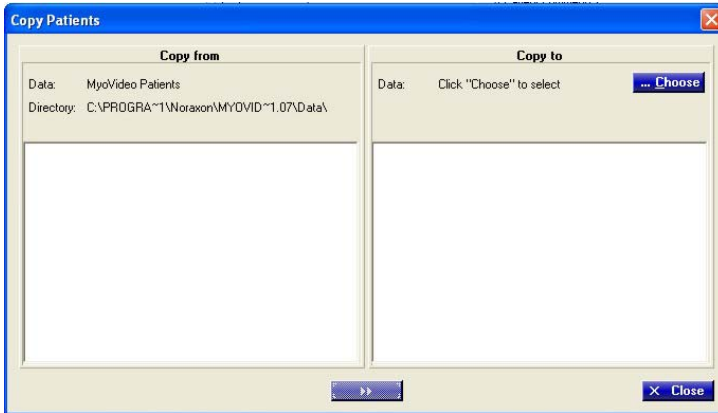 Copy Patients
Copy from
Data: MyoVideo Patients
Directory: C:\PROGRA~1\Noraxon\MYOVID~1.07\Data\
Copy to
Data: Click "Choose" to select ... Choose
>>
X Close